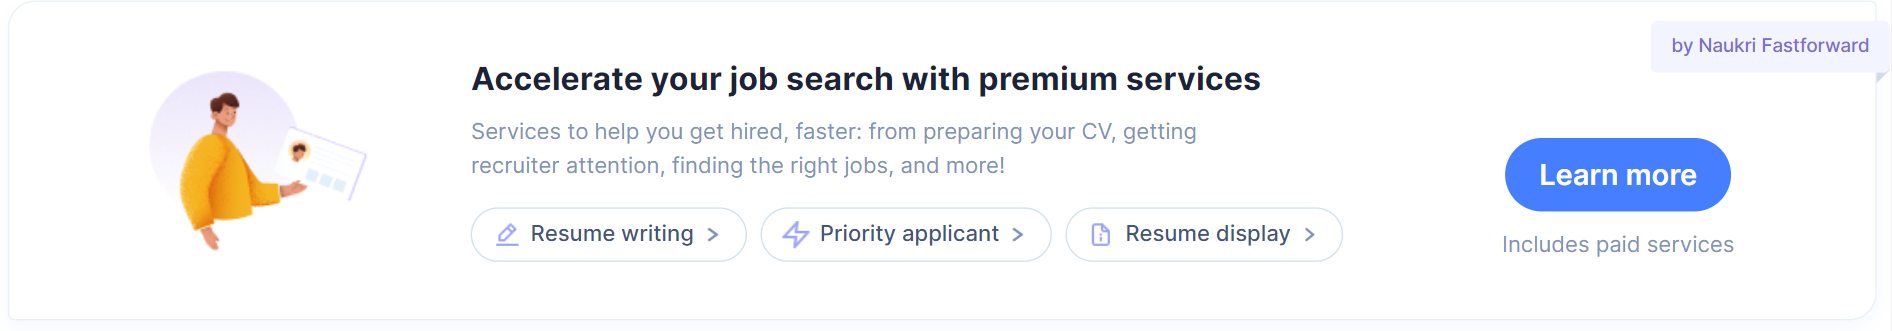 by Naukri Fastforward
Accelerate your job search with premium services
Services to help you get hired, faster: from preparing your CV, getting
recruiter attention, finding the right jobs, and more!
Resume writing >
Priority applicant >
Resume display >
Learn more
Includes paid services